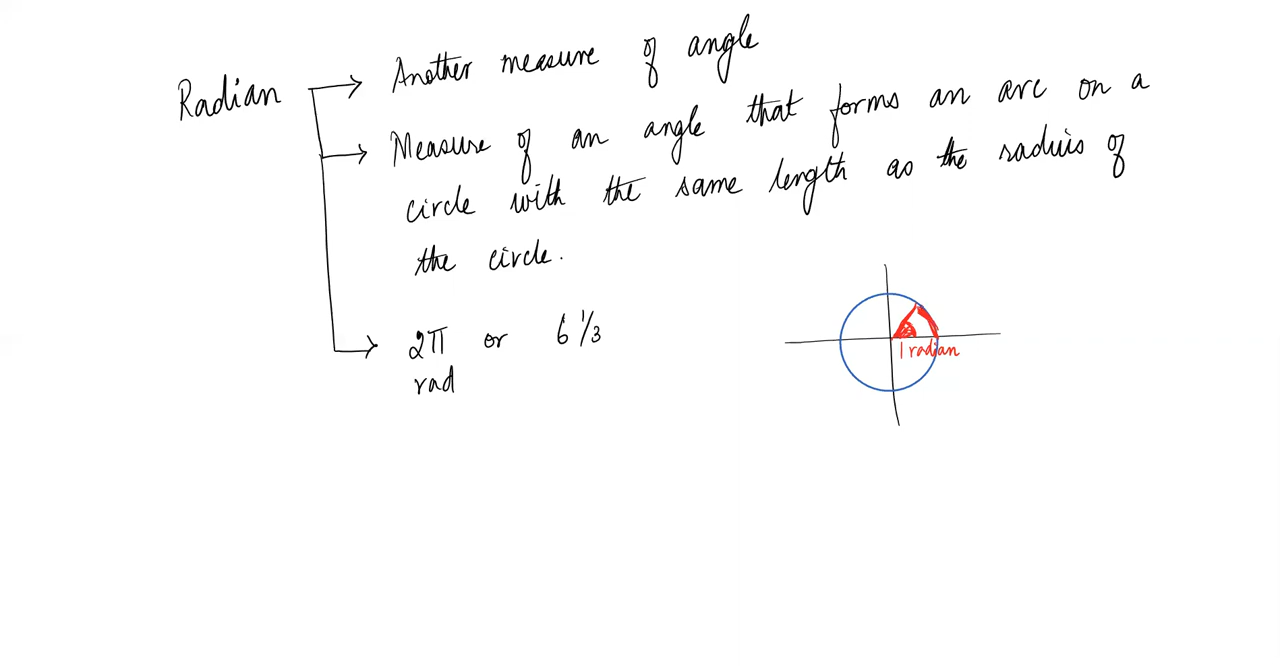 Radian
Another measure of angle
Measure of an angle that forms an arc on a
circle with the same length as the radius of
the circle.
2π or 6 1/3
rad
1 radian